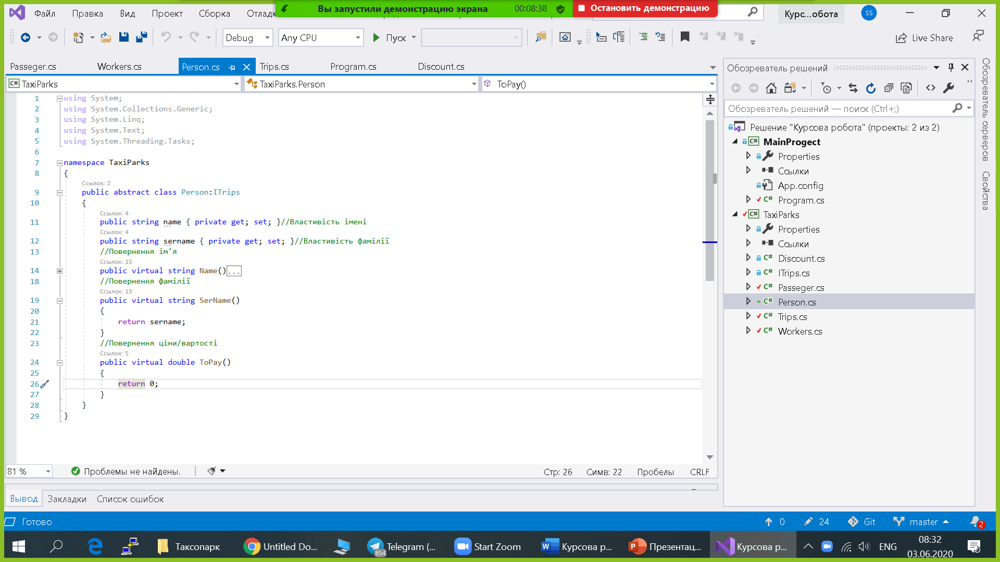 Файл Правка Вид Проект Сборка Отладк
Вы запустили демонстрацию экрана 00:08:38 Остановить демонстрацию
Курс...обота SS
Debug Any CPU Пуск Live Share
Passeger.cs Workers.cs Person.cs Trips.cs Program.cs Discount.cs
C# TaxiParks TaxiParks.Person ToPay()
1 using System;
2 using System.Collections.Generic;
3 using System.Linq;
4 using System.Text;
5 using System.Threading.Tasks;
6
7 namespace TaxiParks
8 {
Ссылок: 2
9 public abstract class Person:ITrips
10 {
Ссылок: 4
11 public string name { private get; set; }//Властивість імені
Ссылок: 4
12 public string sername { private get; set; }//Властивість фамілії
13 //Повернення ім'я
Ссылок: 15
14 public virtual string Name()...
18 //Повернення фамілії
Ссылок: 15
19 public virtual string SerName()
20 {
21 return sername;
22 }
23 //Повернення ціни/вартості
Ссылок: 5
24 public virtual double ToPay()
25 {
26 return 0;
27 }
28 }
29 }
81 % Проблемы не найдены. Стр: 26 Симв: 22 Пробелы CRLF
Вывод Закладки Список ошибок
Обозреватель решений
Обозреватель решений — поиск (Ctrl+;)
Решение "Курсова робота" (проекты: 2 из 2)
C# MainProgect
Properties
Ссылки
App.config
C# Program.cs
C# TaxiParks
Properties
Ссылки
C# Discount.cs
C# ITrips.cs
C# Passeger.cs
C# Person.cs
C# Trips.cs
C# Workers.cs
Обозреватель серверов
Свойства
Готово 0 24 Git master 2
Таксопарк Untitled Do... 854 Telegram (... Start Zoom Курсова р... Презентац... Курсова р... ENG 08:32
03.06.2020